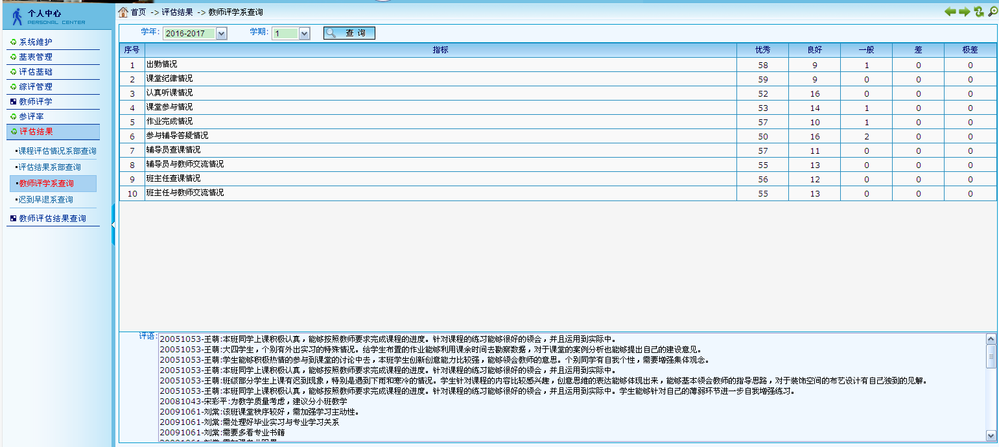 个人中心
PERSONAL CENTER
系统维护
基表管理
评估基础
综评管理
教师评学
参评率
评估结果
课程评估情况系部查询
评估结果系部查询
教师评学系查询
迟到早退系查询
教师评估结果查询
首页 -> 评估结果 -> 教师评学系查询
学年: 2016-2017 学期: 1 查 询
序号 指标 优秀 良好 一般 差 极差
1 出勤情况 58 9 1 0 0
2 课堂纪律情况 59 9 0 0 0
3 认真听课情况 52 16 0 0 0
4 课堂参与情况 53 14 1 0 0
5 作业完成情况 57 10 1 0 0
6 参与辅导答疑情况 50 16 2 0 0
7 辅导员查课情况 57 11 0 0 0
8 辅导员与教师交流情况 55 13 0 0 0
9 班主任查课情况 56 12 0 0 0
10 班主任与教师交流情况 55 13 0 0 0
评语:
20051053-王萌:本班同学上课积极认真，能够按照教师要求完成课程的进度。针对课程的练习能够很好的领会，并且运用到实际中。
20051053-王萌:大四学生，个别有外出实习的特殊情况。给学生布置的作业能够利用课余时间去勘察数据，对于课堂的案例分析也能够提出自己的建设意见。
20051053-王萌:学生能够积极热情的参与到课堂的讨论中去，本班学生创新创意能力比较强，能够领会教师的意思。个别同学有自我个性，需要增强集体观念。
20051053-王萌:本班同学上课积极认真，能够按照教师要求完成课程的进度。针对课程的练习能够很好的领会，并且运用到实际中。
20051053-王萌:班级部分学生上课有迟到现象，特别是遇到下雨和寒冷的情况。学生针对课程的内容比较感兴趣，创意思维的表达能够体现出来，能够基本领会教师的指导思路，对于装饰空间的布艺设计有自己独到的见解。
20051053-王萌:本班同学上课积极认真，能够按照教师要求完成课程的进度。针对课程的练习能够很好的领会，并且运用到实际中。学生能够针对自己的薄弱环节进一步自我增强练习。
20081043-宋彩平:为教学质量考虑，建议分小班教学
20091061-刘棠:该班课堂秩序较好，需加强学习主动性。
20091061-刘棠:需处理好毕业实习与专业学习关系
20091061-刘棠:需要多看专业书籍